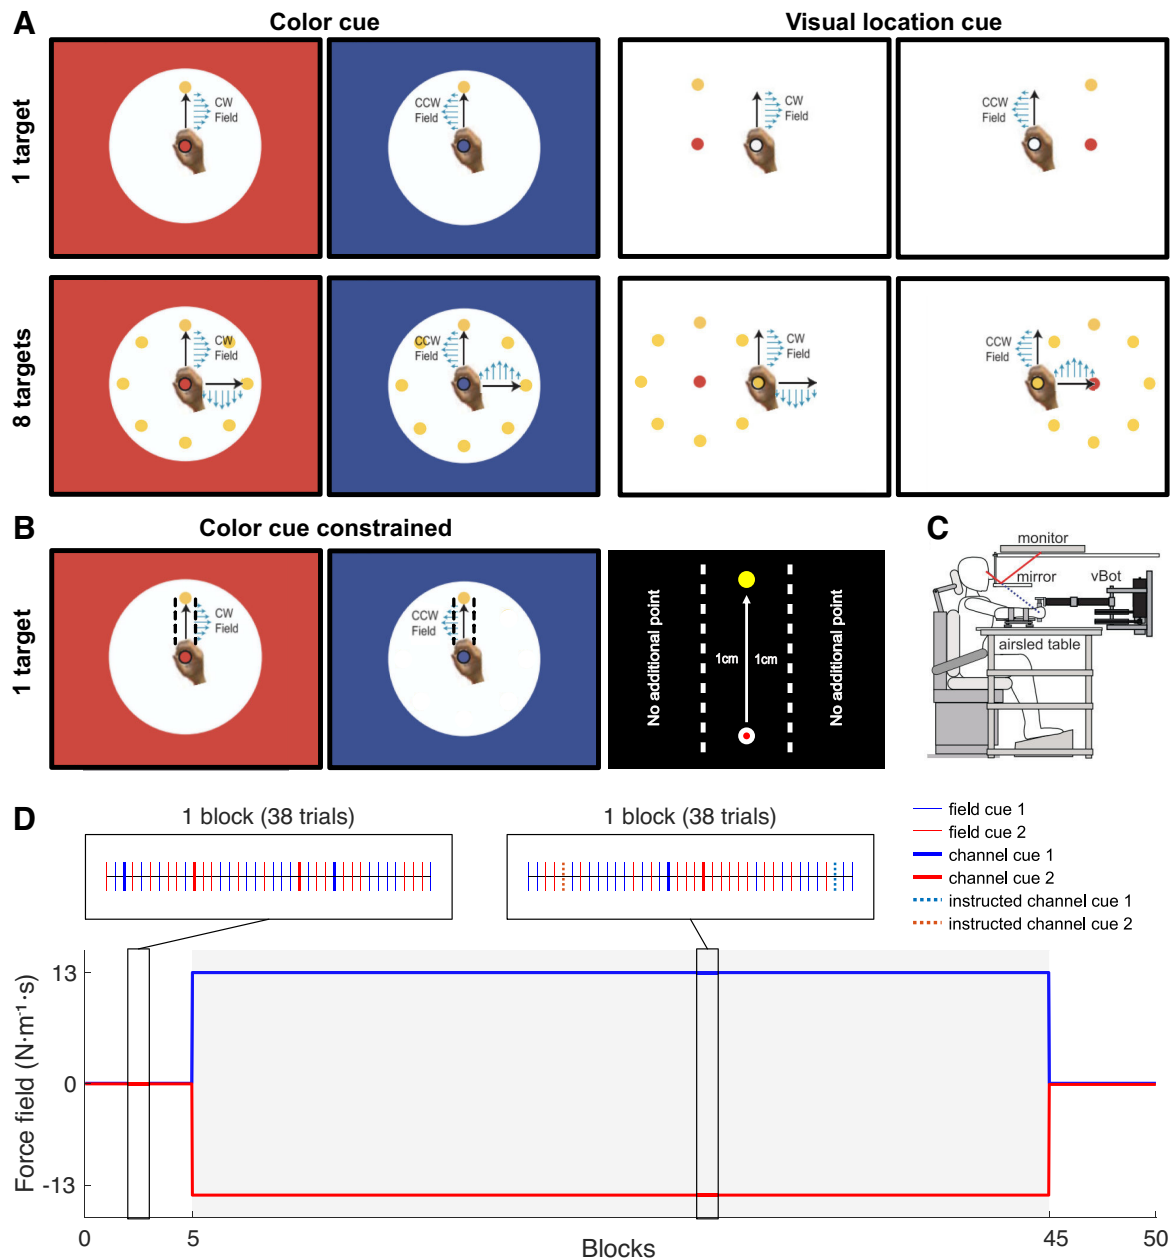 A
Color cue
Visual location cue
1 target
CW
Field
CCW
Field
CW
Field
CCW
Field
8 targets
CW
Field
CCW
Field
CW
Field
CCW
Field
B
Color cue constrained
1 target
CW
Field
CCW
Field
No additional point
1cm
1cm
No additional point
C
monitor
mirror
vBot
airsled table
D
1 block (38 trials)
1 block (38 trials)
field cue 1
field cue 2
channel cue 1
channel cue 2
instructed channel cue 1
instructed channel cue 2
Force field (N·m⁻¹·s)
13
0
-13
0
5
45
50
Blocks